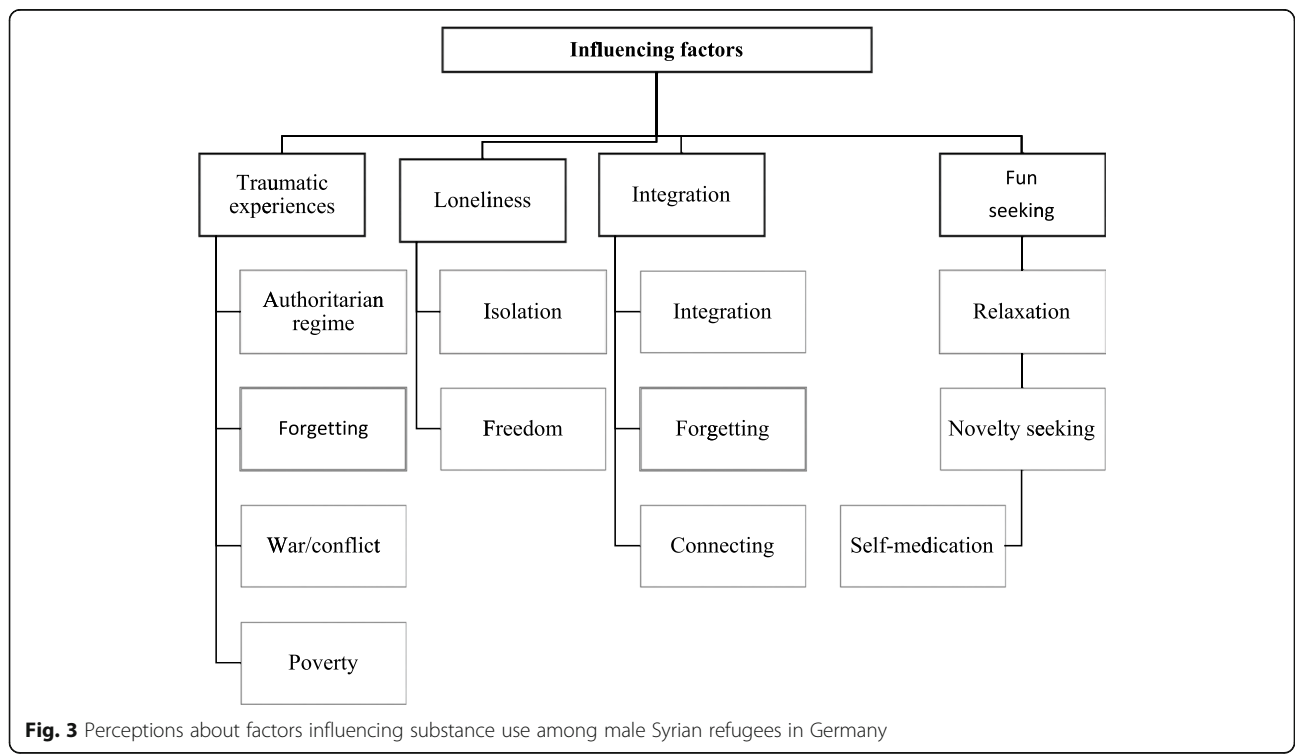 Influencing factors
Traumatic
experiences
Loneliness
Integration
Fun
seeking
Authoritarian
regime
Isolation
Integration
Relaxation
Forgetting
Freedom
Forgetting
Novelty seeking
War/conflict
Connecting
Self-medication
Poverty
Fig. 3 Perceptions about factors influencing substance use among male Syrian refugees in Germany